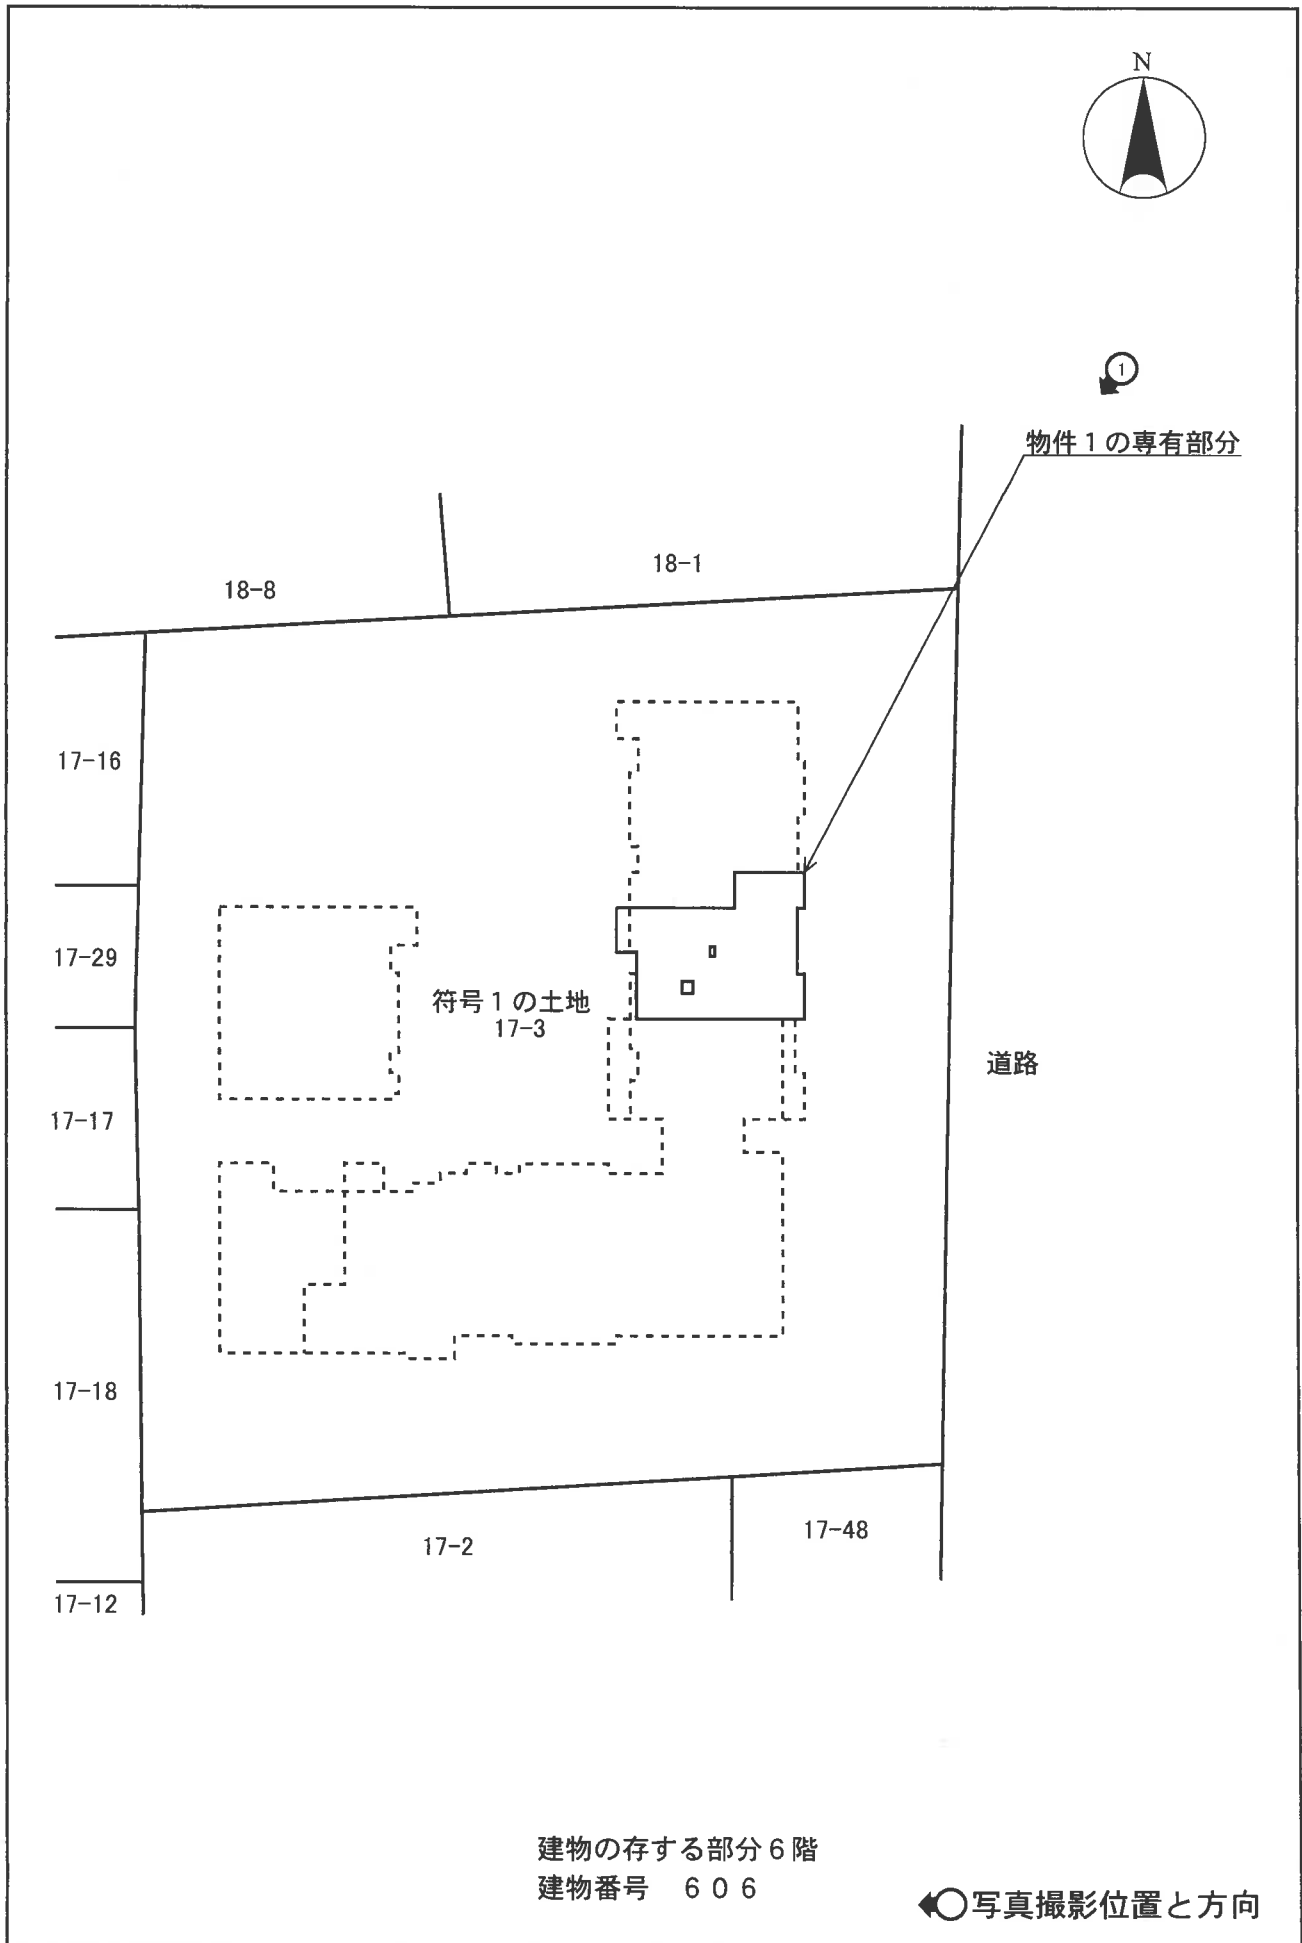 N
1
物件１の専有部分
18-1
18-8
17-16
17-29
符号１の土地
17-3
道路
17-17
17-18
17-48
17-2
17-12
建物の存する部分６階
建物番号　６０６
写真撮影位置と方向